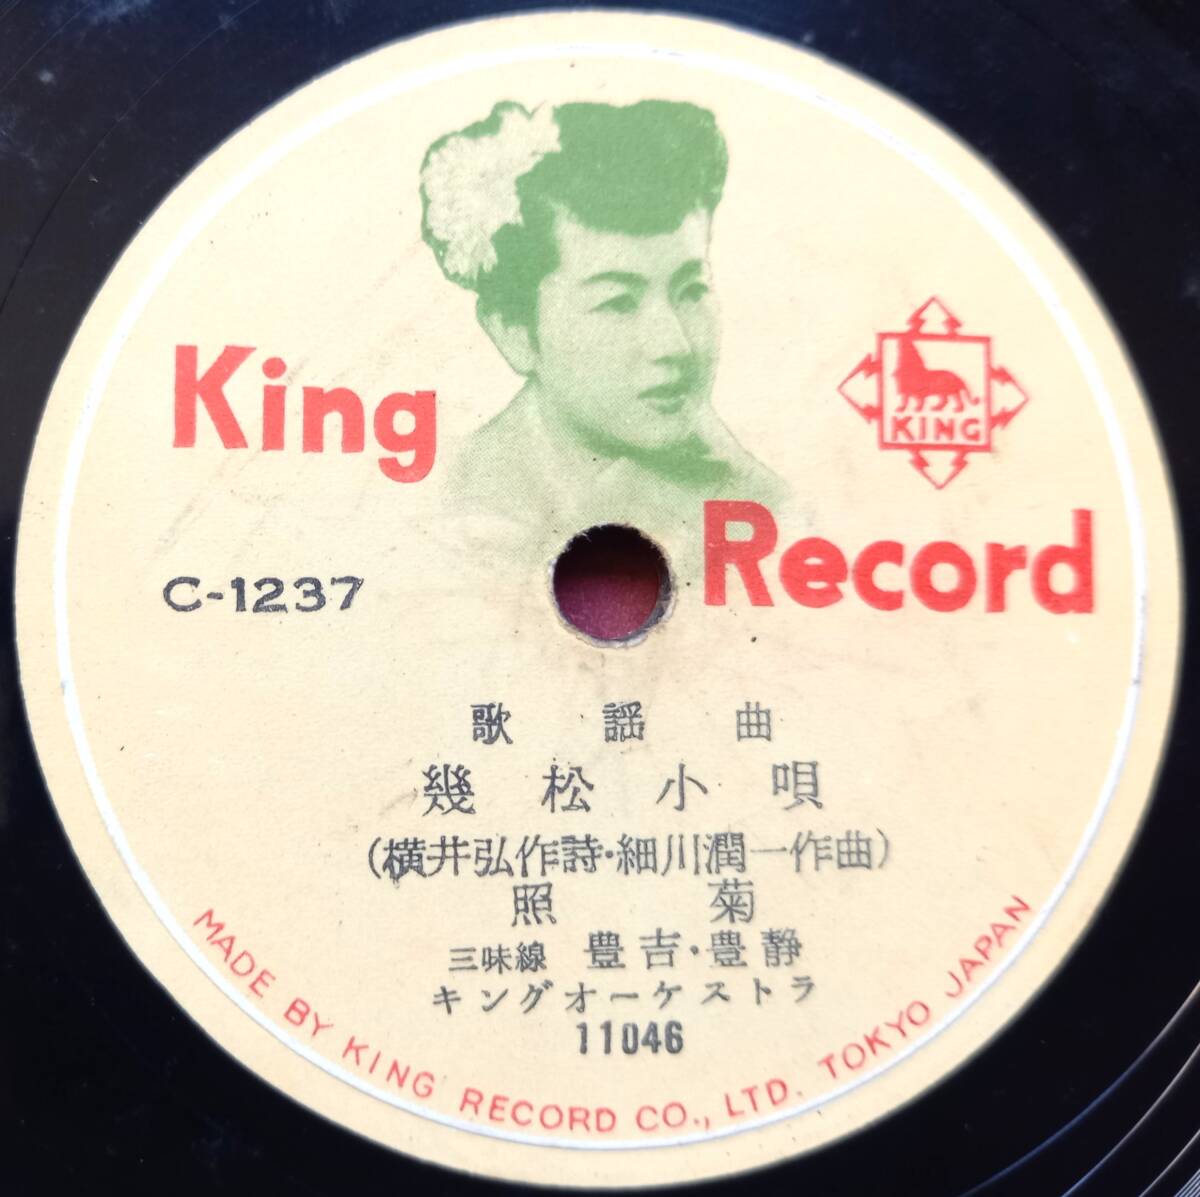 King
KING
Record
C-1237
歌謡曲
幾松小唄
(横井弘作詩・細川潤一作曲)
照菊
三味線 豊吉・豊静
キングオーケストラ
11046
MADE BY KING RECORD CO., LTD. TOKYO JAPAN